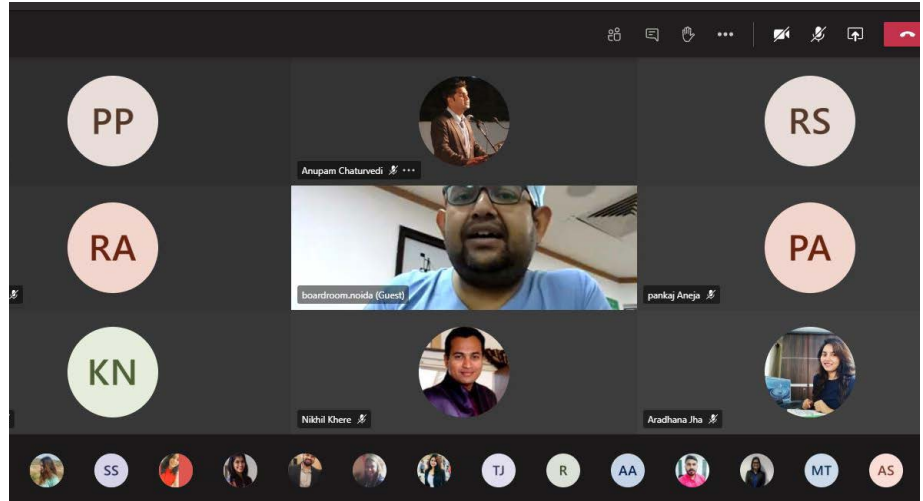 PP
Anupam Chaturvedi
RS
RA
boardroom.noida (Guest)
PA
pankaj Aneja
KN
Nikhil Khere
Aradhana Jha
SS
TJ
R
AA
MT
AS